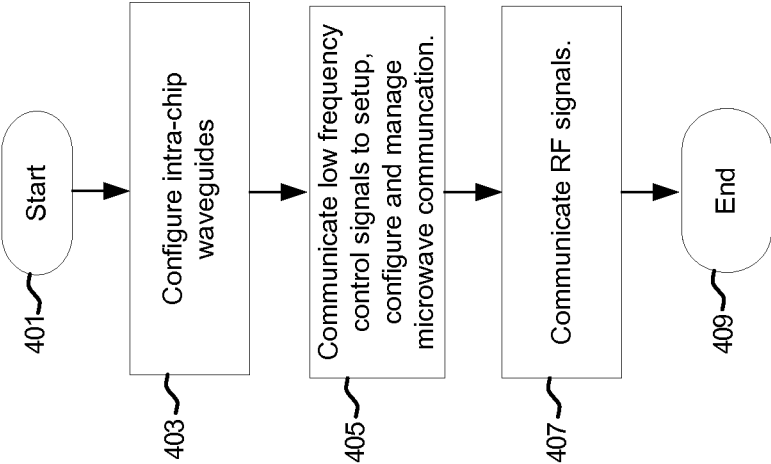 Start
401
Configure intra-chip
waveguides
403
Communicate low frequency
control signals to setup,
configure and manage
microwave communcation.
405
Communicate RF signals.
407
End
409